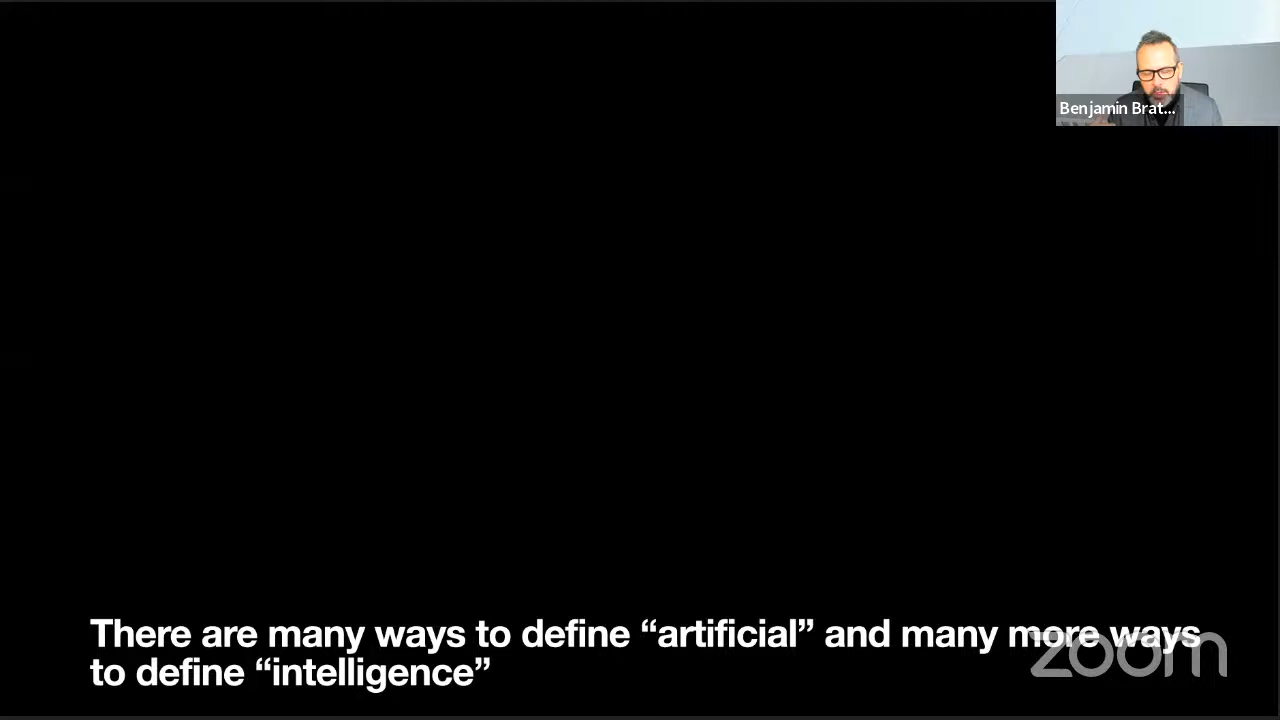 Benjamin Brat...
There are many ways to define “artificial” and many more ways
to define “intelligence”
zoom